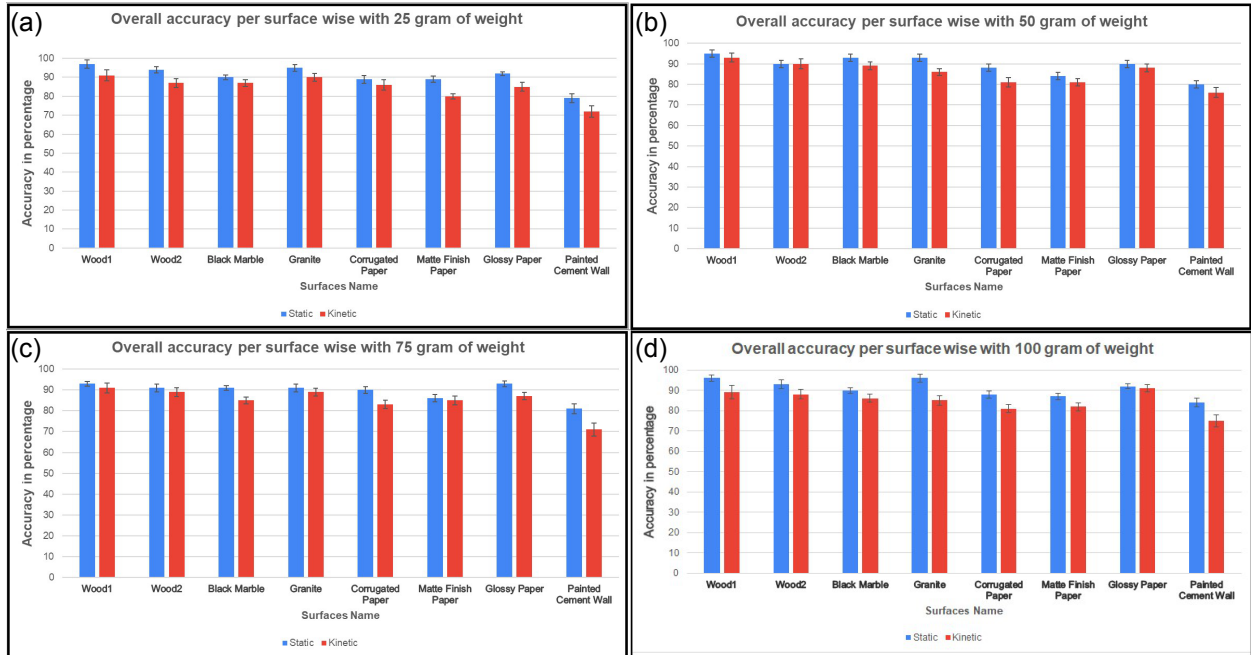 (a)
Overall accuracy per surface wise with 25 gram of weight
Accuracy in percentage
100
90
80
70
60
50
40
30
20
10
0
Wood1 Wood2 Black Marble Granite Corrugated Paper Matte Finish Paper Glossy Paper Painted Cement Wall
Surfaces Name
Static Kinetic
(b)
Overall accuracy per surface wise with 50 gram of weight
Accuracy in percentage
100
90
80
70
60
50
40
30
20
10
0
Wood1 Wood2 Black Marble Granite Corrugated Paper Matte Finish Paper Glossy Paper Painted Cement Wall
Surfaces Name
Static Kinetic
(c)
Overall accuracy per surface wise with 75 gram of weight
Accuracy in percentage
100
90
80
70
60
50
40
30
20
10
0
Wood1 Wood2 Black Marble Granite Corrugated Paper Matte Finish Paper Glossy Paper Painted Cement Wall
Surfaces Name
Static Kinetic
(d)
Overall accuracy per surface wise with 100 gram of weight
Accuracy in percentage
100
90
80
70
60
50
40
30
20
10
0
Wood1 Wood2 Black Marble Granite Corrugated Paper Matte Finish Paper Glossy Paper Painted Cement Wall
Surfaces Name
Static Kinetic